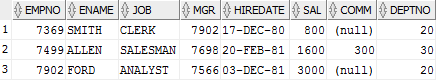 EMPNO ENAME JOB MGR HIREDATE SAL COMM DEPTNO
1 7369 SMITH CLERK 7902 17-DEC-80 800 (null) 20
2 7499 ALLEN SALESMAN 7698 20-FEB-81 1600 300 30
3 7902 FORD ANALYST 7566 03-DEC-81 3000 (null) 20